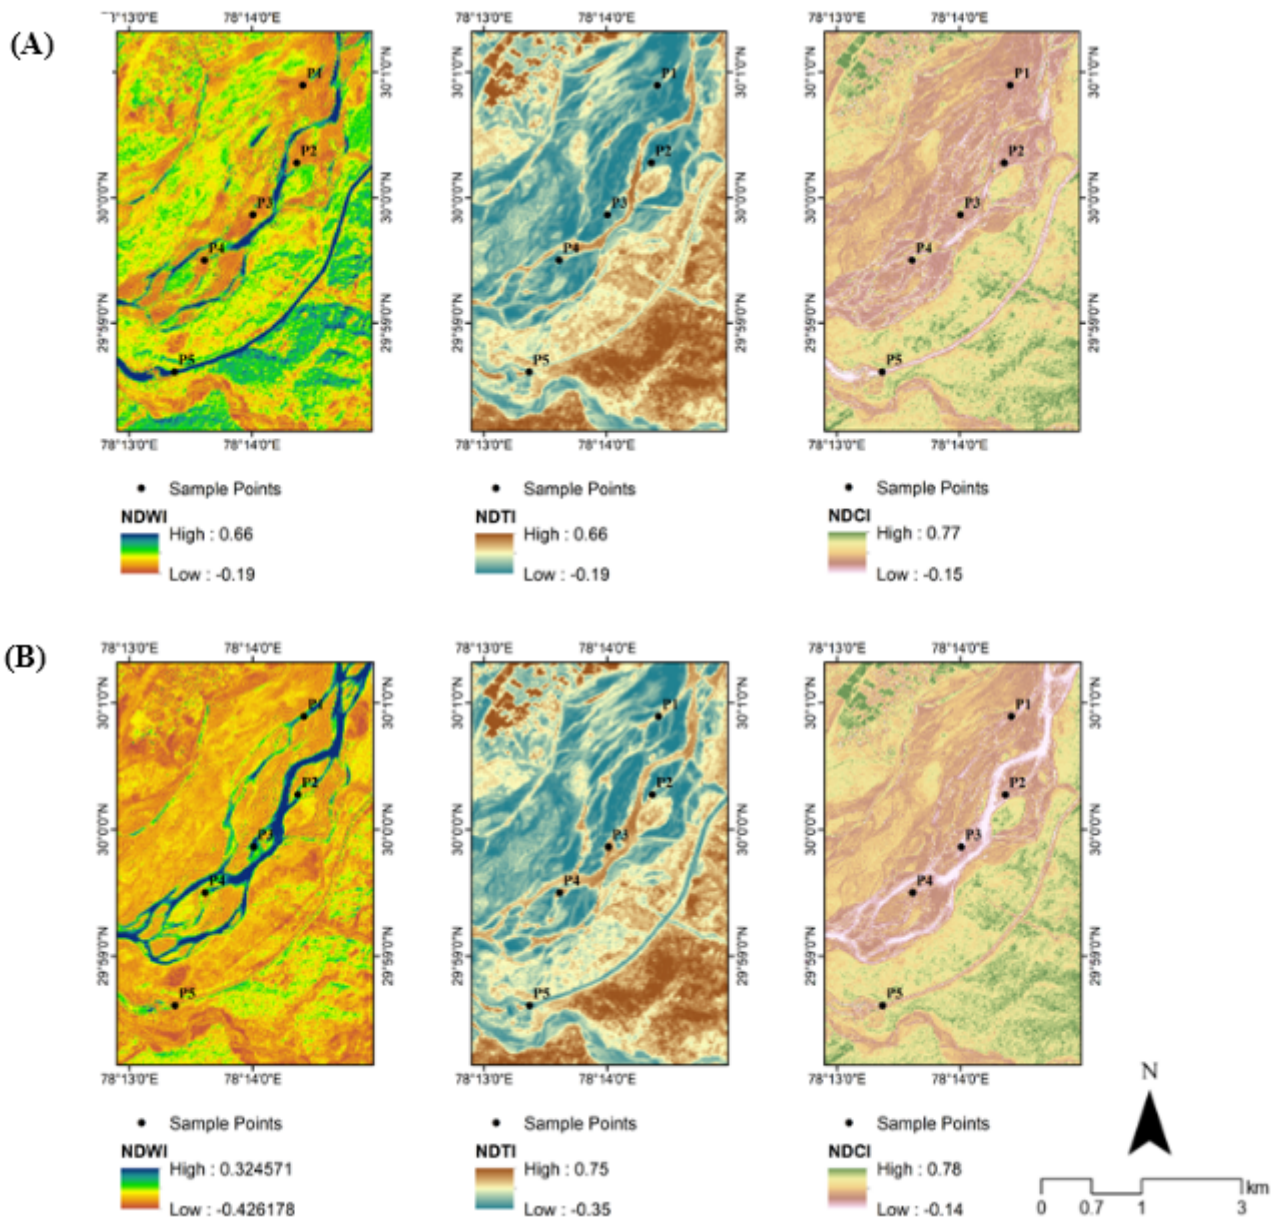 (A)
78°13'0"E 78°14'0"E 78°13'0"E 78°14'0"E 78°13'0"E 78°14'0"E
P1 P1 P1
30°1'0"N 30°1'0"N 30°1'0"N
P2 P2 P2
30°0'0"N 30°0'0"N 30°0'0"N
P3 P3 P3
P4 P4 P4
29°59'0"N 29°59'0"N 29°59'0"N
P5 P5 P5
78°13'0"E 78°14'0"E 78°13'0"E 78°14'0"E 78°13'0"E 78°14'0"E
Sample Points Sample Points Sample Points
NDWI NDTI NDCI
High : 0.66 High : 0.66 High : 0.77
Low : -0.19 Low : -0.19 Low : -0.15
(B)
78°13'0"E 78°14'0"E 78°13'0"E 78°14'0"E 78°13'0"E 78°14'0"E
P1 P1 P1
30°1'0"N 30°1'0"N 30°1'0"N
P2 P2 P2
30°0'0"N 30°0'0"N 30°0'0"N
P3 P3 P3
P4 P4 P4
29°59'0"N 29°59'0"N 29°59'0"N
P5 P5 P5
78°13'0"E 78°14'0"E 78°13'0"E 78°14'0"E 78°13'0"E 78°14'0"E
N
Sample Points Sample Points Sample Points
NDWI NDTI NDCI
High : 0.324571 High : 0.75 High : 0.78
Low : -0.426178 Low : -0.35 Low : -0.14
km
0 0.7 1 3